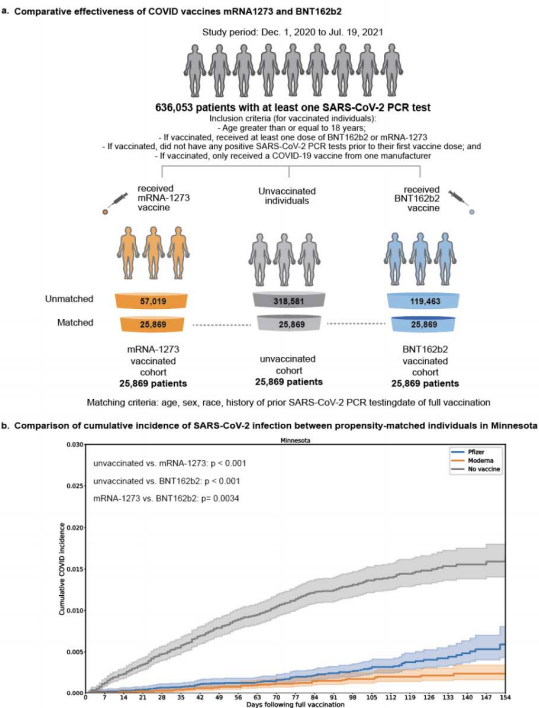 a. Comparative effectiveness of COVID vaccines mRNA1273 and BNT162b2
Study period: Dec. 1, 2020 to Jul. 19, 2021
636,053 patients with at least one SARS-CoV-2 PCR test
Inclusion criteria (for vaccinated individuals):
- Age greater than or equal to 18 years;
- If vaccinated, received at least one dose of BNT162b2 or mRNA-1273
- If vaccinated, did not have any positive SARS-CoV-2 PCR tests prior to their first vaccine dose; and
- If vaccinated, only received a COVID-19 vaccine from one manufacturer
received
mRNA-1273
vaccine
Unvaccinated
individuals
received
BNT162b2
vaccine
Unmatched 57,019 318,581 119,463
Matched 25,869 25,869 25,869
mRNA-1273
vaccinated
cohort
25,869 patients
unvaccinated
cohort
25,869 patients
BNT162b2
vaccinated
cohort
25,869 patients
Matching criteria: age, sex, race, history of prior SARS-CoV-2 PCR testingdate of full vaccination
b. Comparison of cumulative incidence of SARS-CoV-2 infection between propensity-matched individuals in Minnesota
Minnesota
unvaccinated vs. mRNA-1273: p < 0.001
unvaccinated vs. BNT162b2: p < 0.001
mRNA-1273 vs. BNT162b2: p= 0.0034
Pfizer
Moderna
No vaccine
Cumulative COVID incidence
0.030
0.025
0.020
0.015
0.010
0.005
0.000
0 7 14 21 28 35 42 49 56 63 70 77 84 91 98 105 112 119 126 133 140 147 154
Days following full vaccination